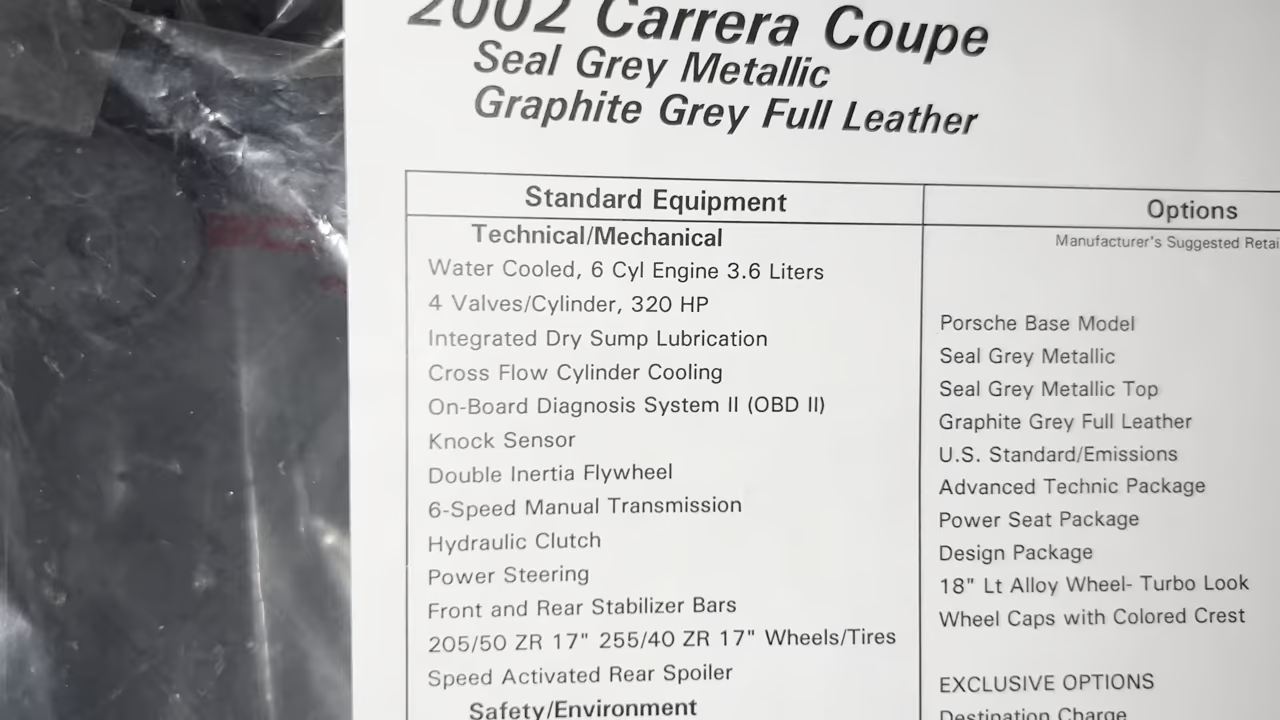 2002 Carrera Coupe
Seal Grey Metallic
Graphite Grey Full Leather
Standard Equipment
Technical/Mechanical
Water Cooled, 6 Cyl Engine 3.6 Liters
4 Valves/Cylinder, 320 HP
Integrated Dry Sump Lubrication
Cross Flow Cylinder Cooling
On-Board Diagnosis System II (OBD II)
Knock Sensor
Double Inertia Flywheel
6-Speed Manual Transmission
Hydraulic Clutch
Power Steering
Front and Rear Stabilizer Bars
205/50 ZR 17" 255/40 ZR 17" Wheels/Tires
Speed Activated Rear Spoiler
Safety/Environment
Options
Manufacturer's Suggested Retai
Porsche Base Model
Seal Grey Metallic
Seal Grey Metallic Top
Graphite Grey Full Leather
U.S. Standard/Emissions
Advanced Technic Package
Power Seat Package
Design Package
18" Lt Alloy Wheel- Turbo Look
Wheel Caps with Colored Crest
EXCLUSIVE OPTIONS
Destination Charge